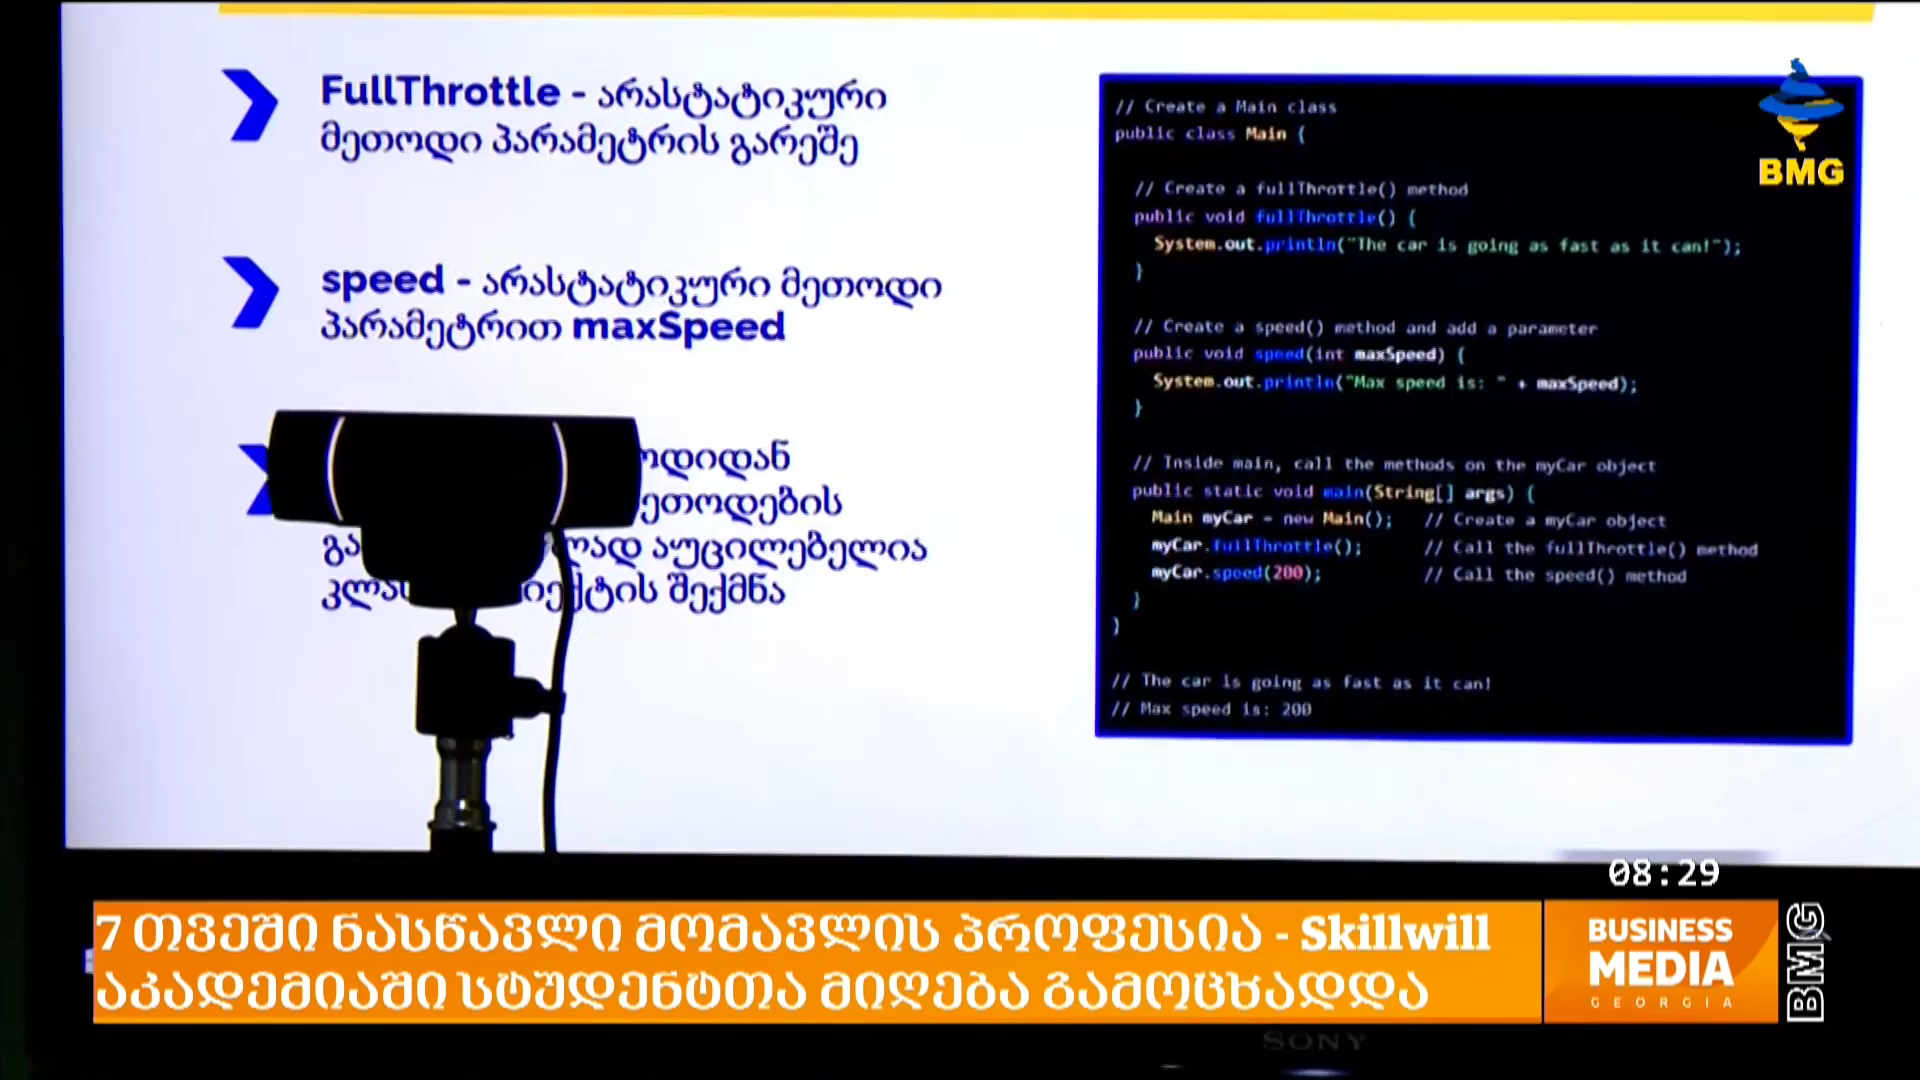 FullThrottle - არასტატიკური
მეთოდი პარამეტრის გარეშე
speed - არასტატიკური მეთოდი
პარამეტრით maxSpeed
აუცილებელია
შექმნა
// Create a Main class
public class Main {
// Create a fullThrottle() method
public void fullThrottle() {
System.out.println("The car is going as fast as it can!");
}
// Create a speed() method and add a parameter
public void speed(int maxSpeed) {
System.out.println("Max speed is: " + maxSpeed);
}
// Inside main, call the methods on the myCar object
public static void main(String[] args) {
Main myCar = new Main(); // Create a myCar object
myCar.fullThrottle(); // Call the fullThrottle() method
myCar.speed(200); // Call the speed() method
}
}
// The car is going as fast as it can!
// Max speed is: 200
BMG
08:29
7 თვეში ნასწავლი მომავლის პროფესია - Skillwill
აკადემიაში სტუდენტთა მიღება გამოცხადდა
BUSINESS
MEDIA
GEORGIA
BMG
SONY